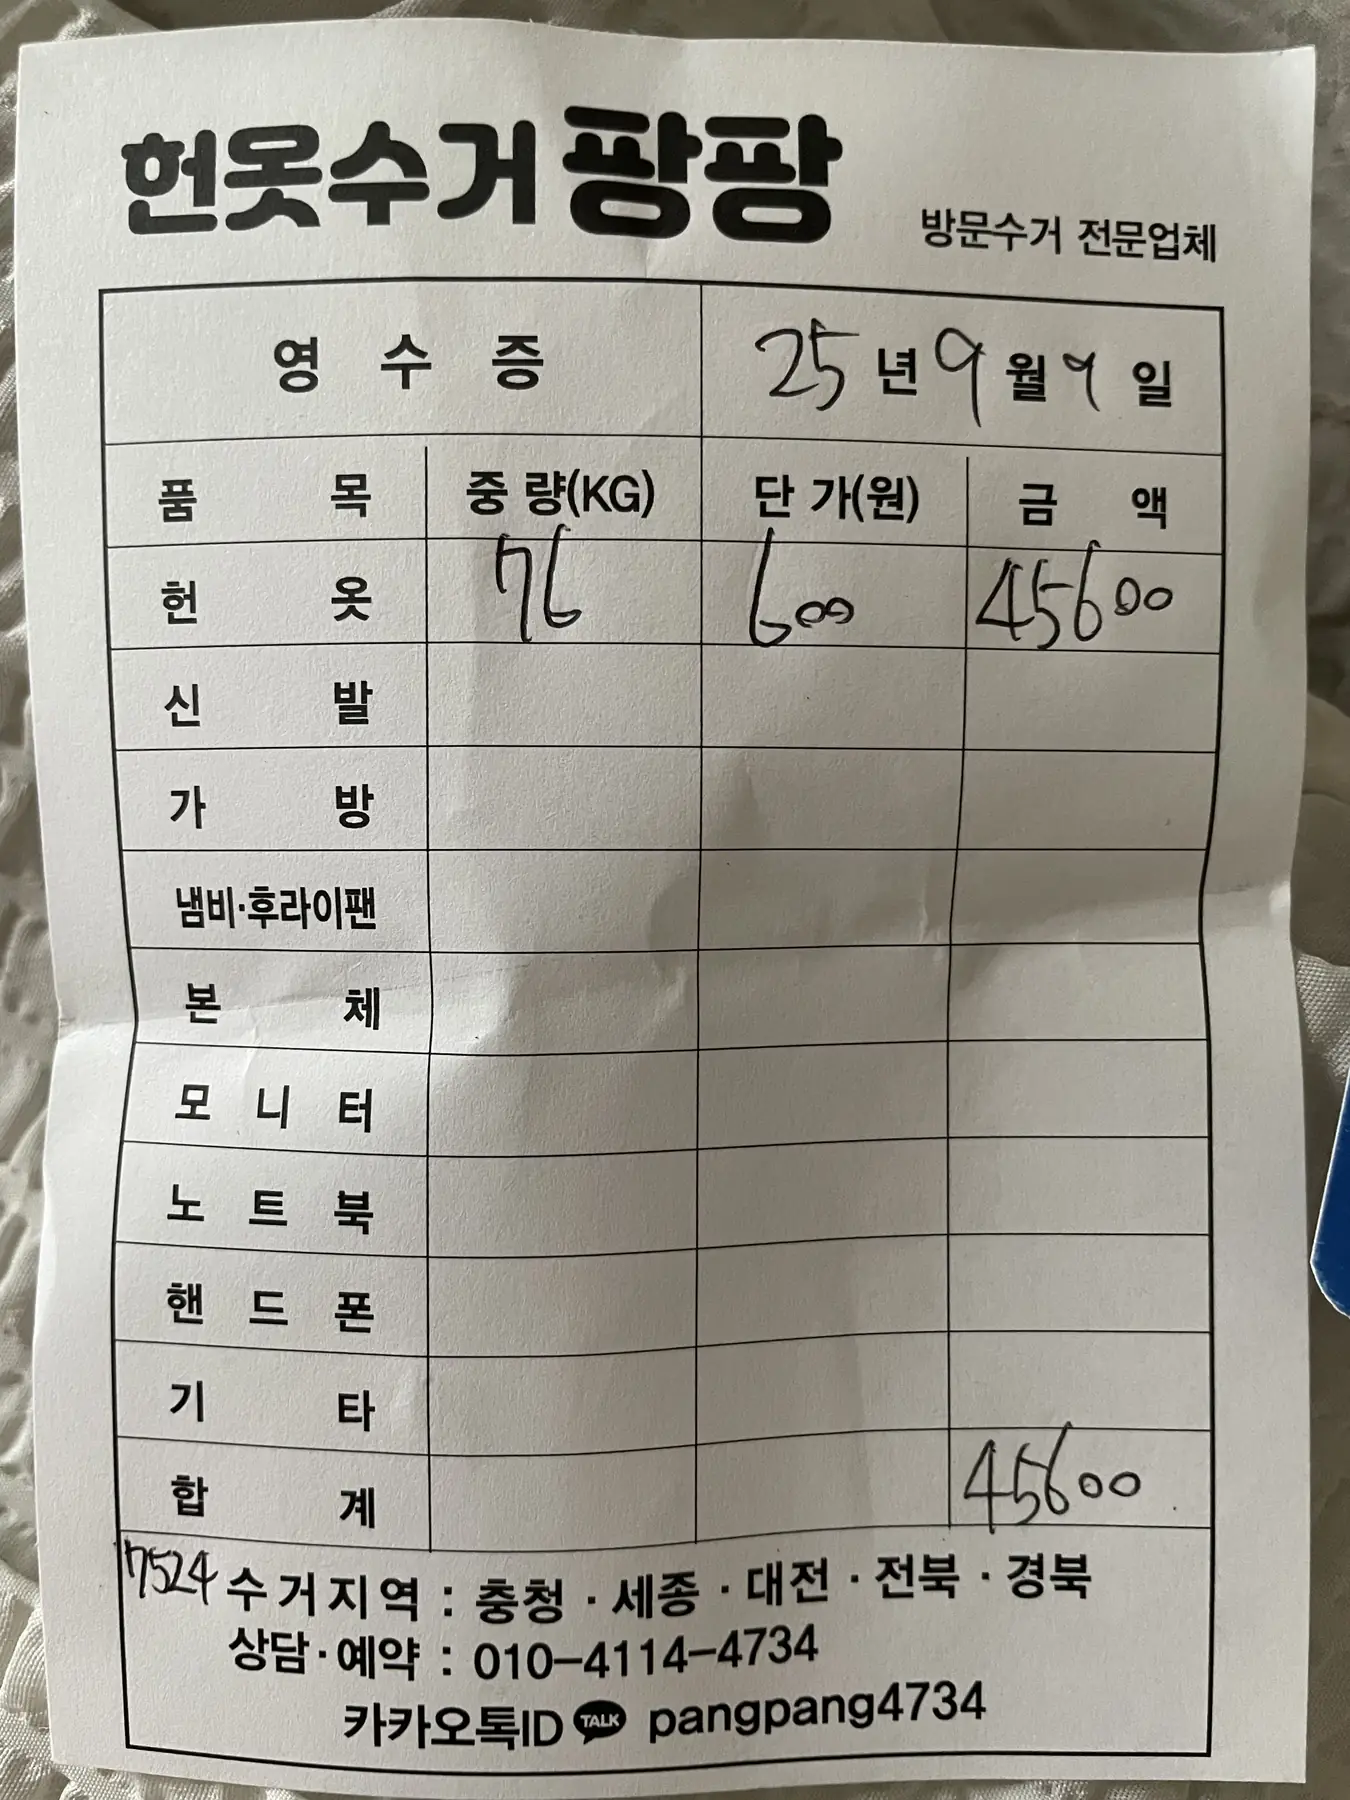 헌옷수거 팡팡 방문수거 전문업체
영 수 증 25 년 9 월 9 일
품 목 중 량(KG) 단 가(원) 금 액
헌 옷 76 600 45600
신 발
가 방
냄비·후라이팬
본 체
모 니 터
노 트 북
핸 드 폰
기 타
합 계 45600
7524 수거지역 : 충청·세종·대전·전북·경북
상담·예약 : 010-4114-4734
카카오톡ID TALK pangpang4734